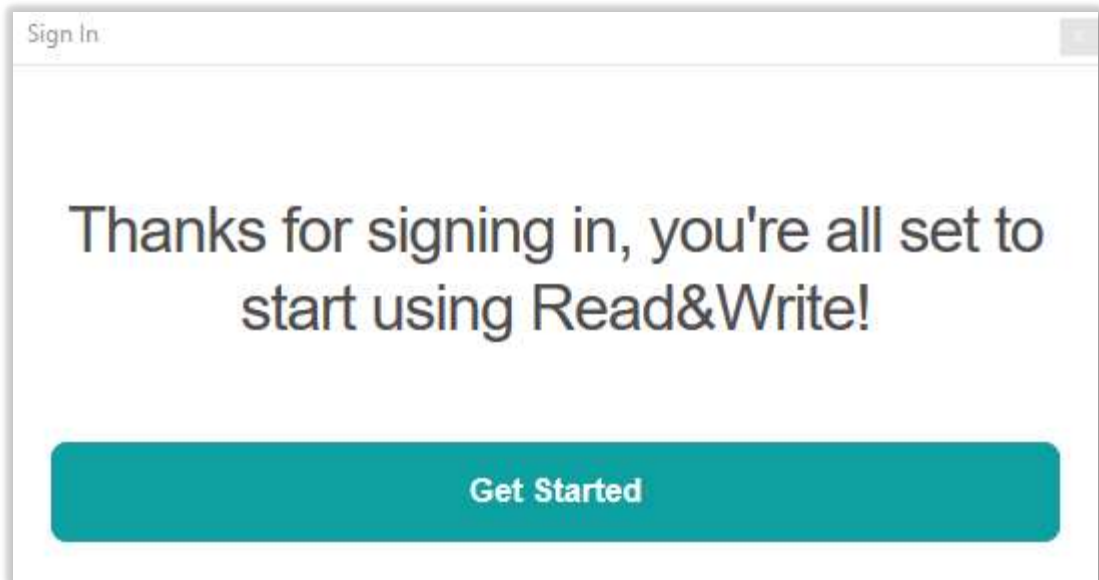 Sign In
Thanks for signing in, you're all set to
start using Read&Write!
Get Started